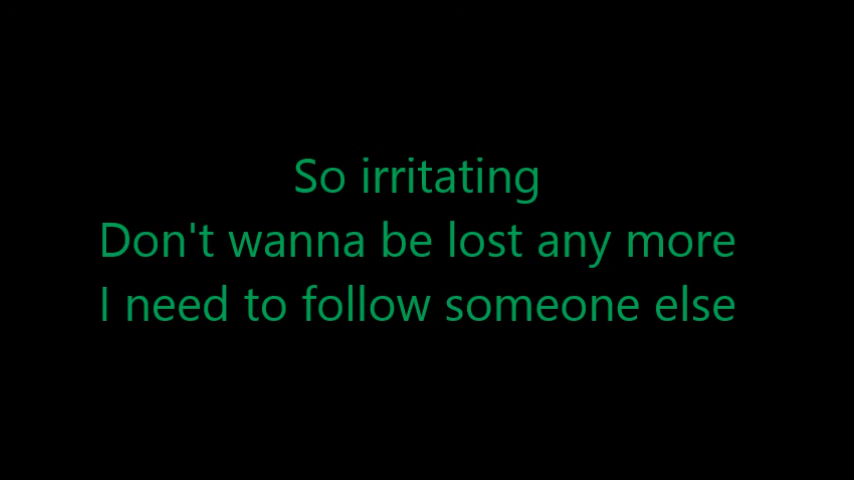 So irritating
Don't wanna be lost any more
I need to follow someone else